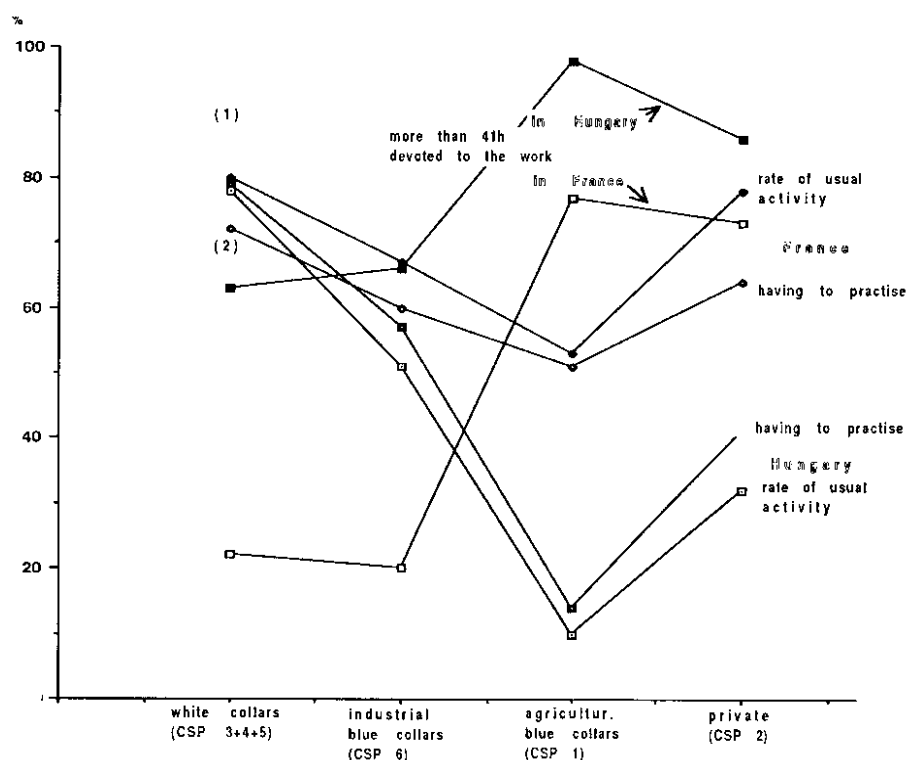 %
100
(1)
in Hungary
more than 41h
devoted to the work
in France
80
rate of usual
activity
(2)
France
60
having to practise
40
having to practise
Hungary
rate of usual
activity
20
white collars
(CSP 3+4+5)
industrial
blue collars
(CSP 6)
agricultur.
blue collars
(CSP 1)
private
(CSP 2)